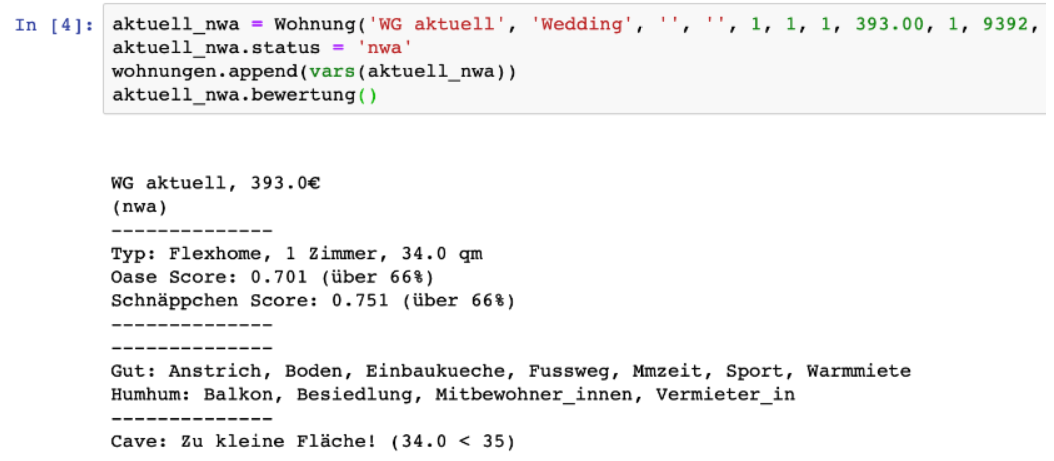 In [4]: aktuell_nwa = Wohnung('WG aktuell', 'Wedding', '', '', 1, 1, 1, 393.00, 1, 9392,
aktuell_nwa.status = 'nwa'
wohnungen.append(vars(aktuell_nwa))
aktuell_nwa.bewertung()
WG aktuell, 393.0€
(nwa)
--------------
Typ: Flexhome, 1 Zimmer, 34.0 qm
Oase Score: 0.701 (über 66%)
Schnäppchen Score: 0.751 (über 66%)
--------------
--------------
Gut: Anstrich, Boden, Einbaukueche, Fussweg, Mmzeit, Sport, Warmmiete
Humhum: Balkon, Besiedlung, Mitbewohner_innen, Vermieter_in
--------------
Cave: Zu kleine Fläche! (34.0 < 35)